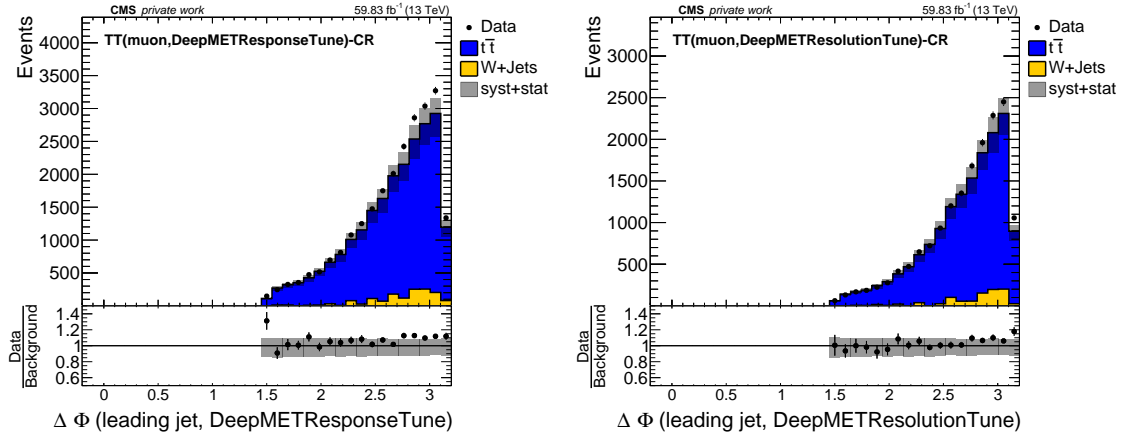 CMS private work 59.83 fb⁻¹ (13 TeV)
TT(muon,DeepMETResponseTune)-CR
Events
4000
3500
3000
2500
2000
1500
1000
500
Data
tt̅
W+Jets
syst+stat
Data
Background
1.4
1.2
1
0.8
0.6
0 0.5 1 1.5 2 2.5 3
Δ Φ (leading jet, DeepMETResponseTune)
CMS private work 59.83 fb⁻¹ (13 TeV)
TT(muon,DeepMETResolutionTune)-CR
Events
3000
2500
2000
1500
1000
500
0
Data
tt̅
W+Jets
syst+stat
Data
Background
1.4
1.2
1
0.8
0.6
0 0.5 1 1.5 2 2.5 3
Δ Φ (leading jet, DeepMETResolutionTune)